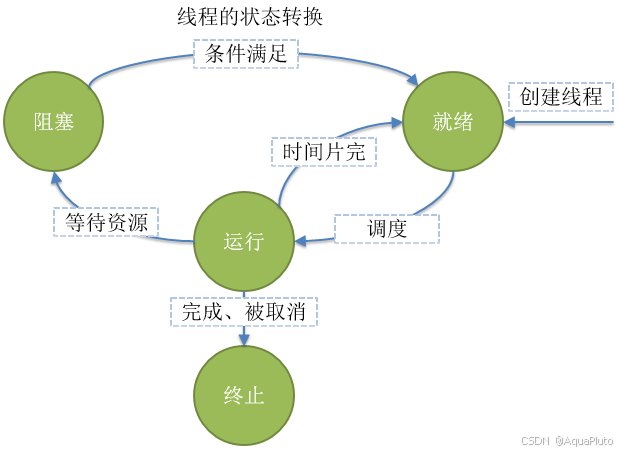 线程的状态转换
条件满足
阻塞
就绪
创建线程
时间片完
等待资源
运行
调度
完成、被取消
终止
CSDN @AquaPluto